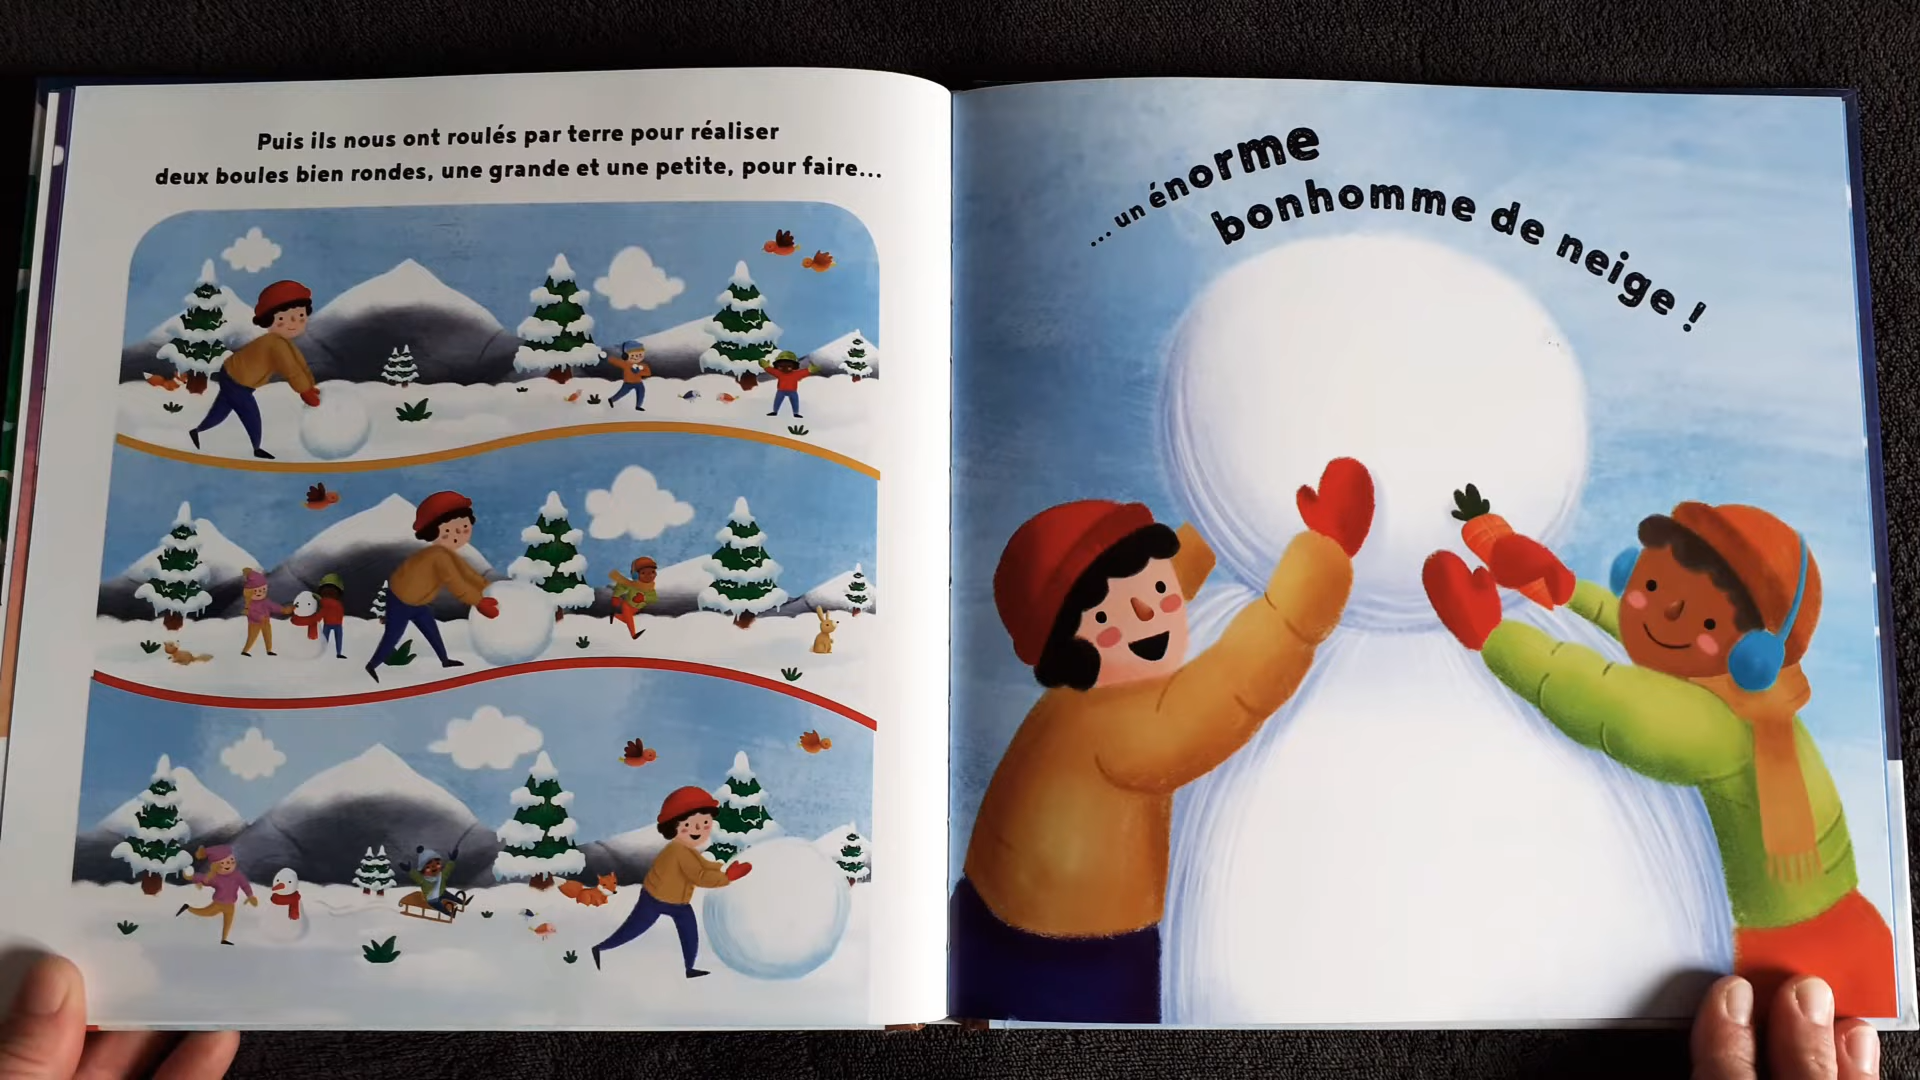 Puis ils nous ont roulés par terre pour réaliser
deux boules bien rondes, une grande et une petite, pour faire...
... un énorme
bonhomme de neige !